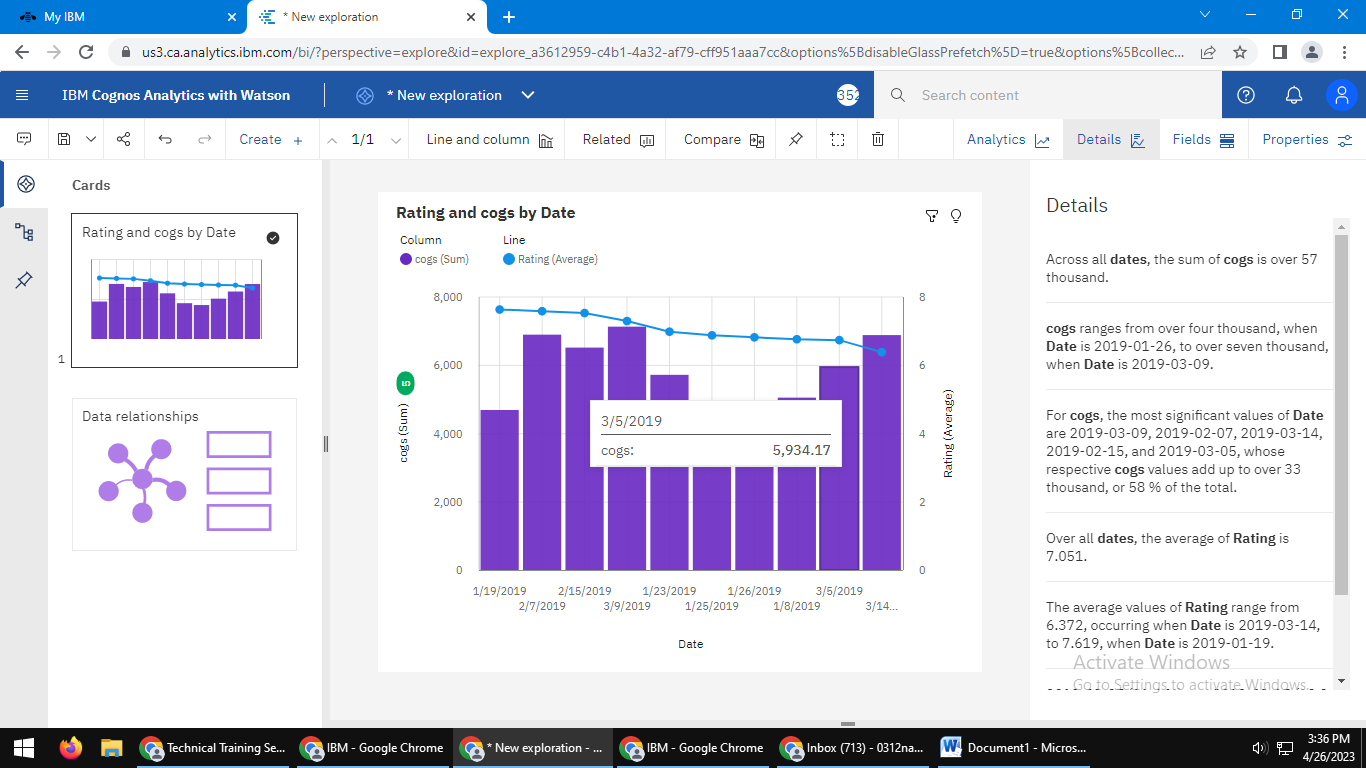 My IBM
* New exploration
us3.ca.analytics.ibm.com/bi/?perspective=explore&id=explore_a3612959-c4b1-4a32-af79-cff951aaa7cc&options%5BdisableGlassPrefetch%5D=true&options%5Bcollec...
IBM Cognos Analytics with Watson
* New exploration
352
Search content
Create +
1/1
Line and column
Related
Compare
Analytics
Details
Fields
Properties
Cards
Rating and cogs by Date
1
Data relationships
Rating and cogs by Date
Column
Line
cogs (Sum)
Rating (Average)
8,000
6,000
4,000
2,000
0
8
6
4
2
0
5
cogs (Sum)
Rating (Average)
3/5/2019
cogs: 5,934.17
1/19/2019
2/7/2019
2/15/2019
3/9/2019
1/23/2019
1/25/2019
1/26/2019
1/8/2019
3/5/2019
3/14...
Date
Details
Across all dates, the sum of cogs is over 57
thousand.
cogs ranges from over four thousand, when
Date is 2019-01-26, to over seven thousand,
when Date is 2019-03-09.
For cogs, the most significant values of Date
are 2019-03-09, 2019-02-07, 2019-03-14,
2019-02-15, and 2019-03-05, whose
respective cogs values add up to over 33
thousand, or 58 % of the total.
Over all dates, the average of Rating is
7.051.
The average values of Rating range from
6.372, occurring when Date is 2019-03-14,
to 7.619, when Date is 2019-01-19.
Activate Windows
Go to Settings to activate Windows.
Technical Training Se...
IBM - Google Chrome
* New exploration - ...
IBM - Google Chrome
Inbox (713) - 0312na...
Document1 - Micros...
3:36 PM
4/26/2023